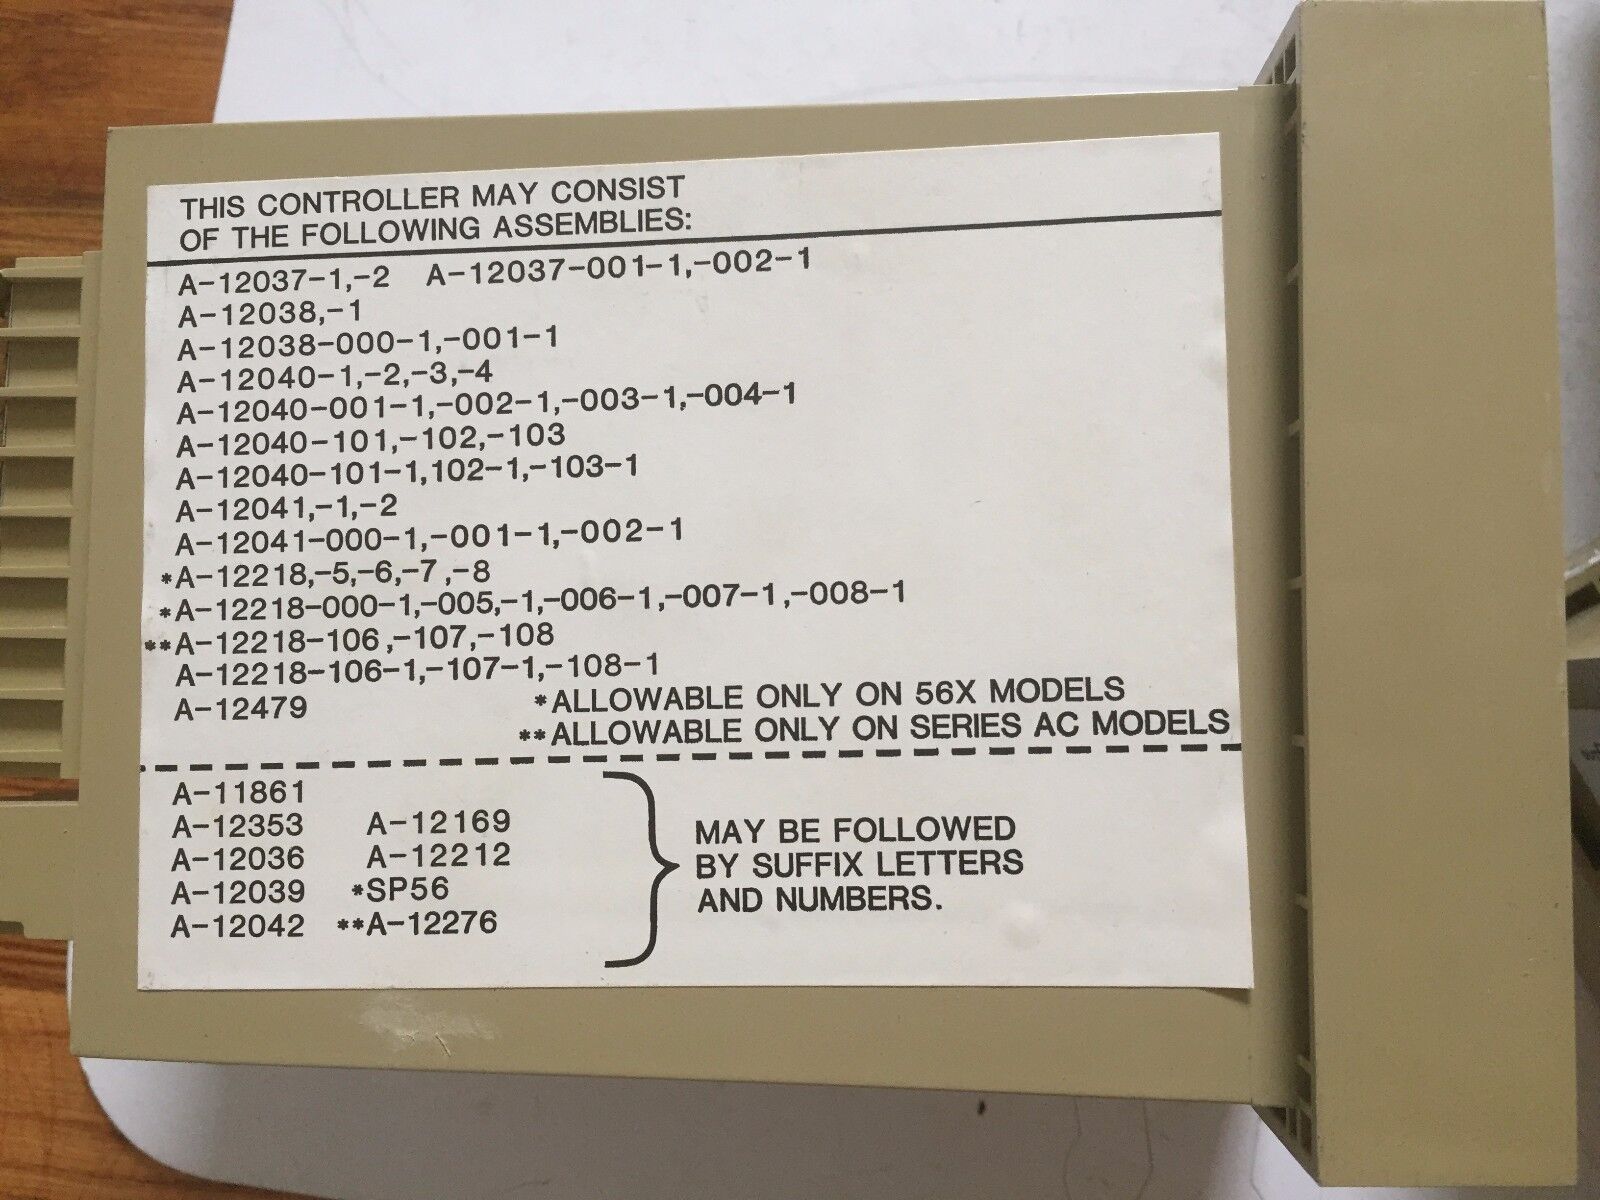 THIS CONTROLLER MAY CONSIST
OF THE FOLLOWING ASSEMBLIES:
A-12037-1,-2 A-12037-001-1,-002-1
A-12038,-1
A-12038-000-1,-001-1
A-12040-1,-2,-3,-4
A-12040-001-1,-002-1,-003-1,-004-1
A-12040-101,-102,-103
A-12040-101-1,102-1,-103-1
A-12041,-1,-2
A-12041-000-1,-001-1,-002-1
*A-12218,-5,-6,-7,-8
*A-12218-000-1,-005,-1,-006-1,-007-1,-008-1
**A-12218-106,-107,-108
A-12218-106-1,-107-1,-108-1
A-12479 *ALLOWABLE ONLY ON 56X MODELS
**ALLOWABLE ONLY ON SERIES AC MODELS
A-11861
A-12353 A-12169
A-12036 A-12212
A-12039 *SP56
A-12042 **A-12276
MAY BE FOLLOWED
BY SUFFIX LETTERS
AND NUMBERS.